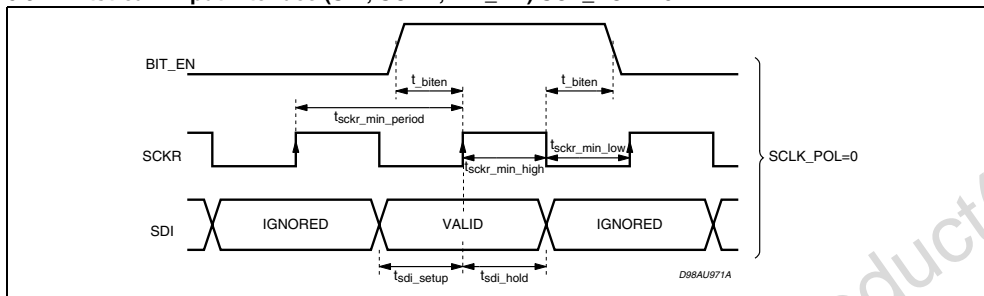 BIT_EN
t_biten
t_biten
tsckr_min_period
SCKR
tsckr_min_high
tsckr_min_low
SCLK_POL=0
SDI
IGNORED
VALID
IGNORED
tsdi_setup
tsdi_hold
D98AU971A